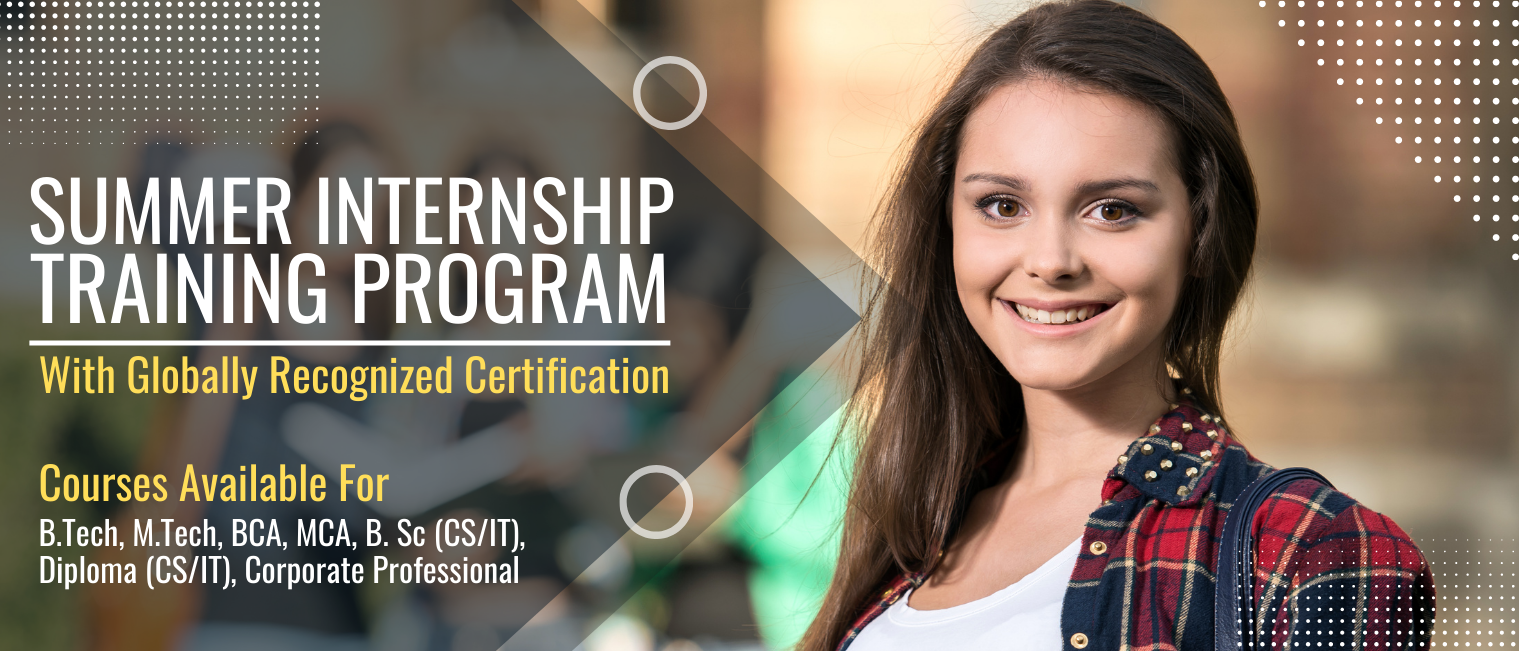 SUMMER INTERNSHIP
TRAINING PROGRAM
With Globally Recognized Certification
Courses Available For
B.Tech, M.Tech, BCA, MCA, B. Sc (CS/IT),
Diploma (CS/IT), Corporate Professional